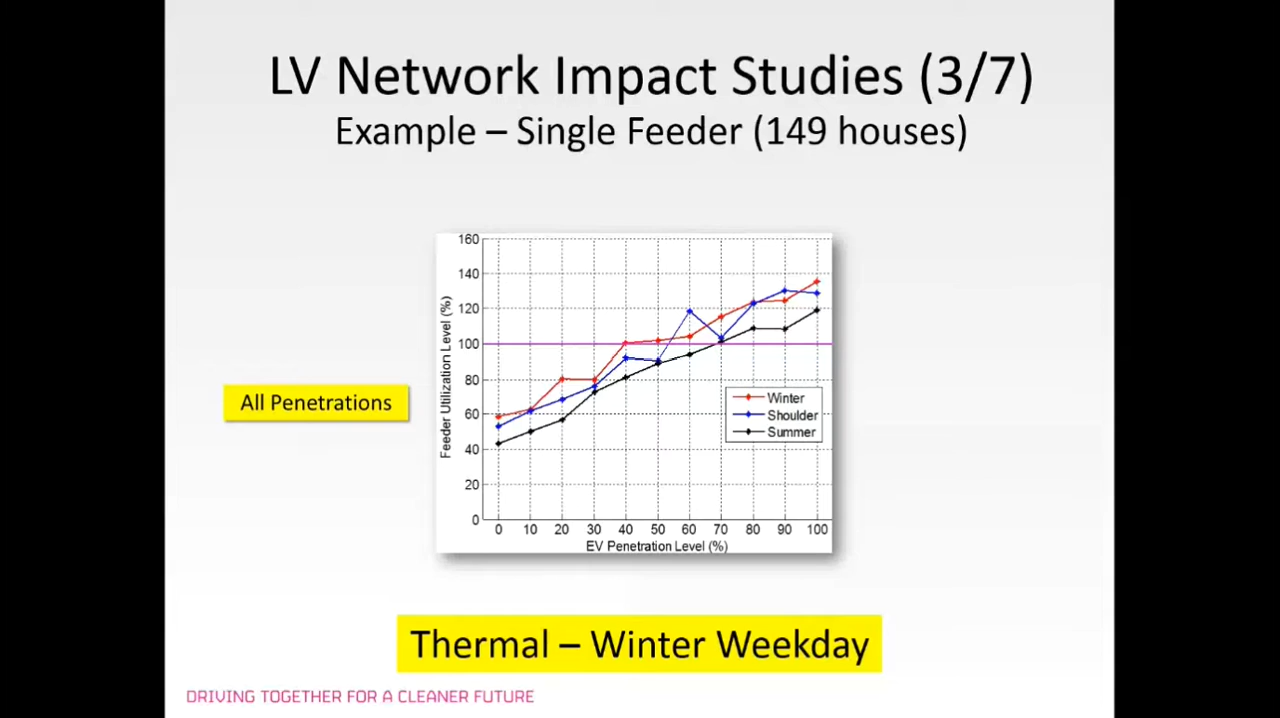 LV Network Impact Studies (3/7)
Example – Single Feeder (149 houses)
All Penetrations
Feeder Utilization Level (%)
160
140
120
100
80
60
40
20
0
Winter
Shoulder
Summer
0 10 20 30 40 50 60 70 80 90 100
EV Penetration Level (%)
Thermal – Winter Weekday
DRIVING TOGETHER FOR A CLEANER FUTURE